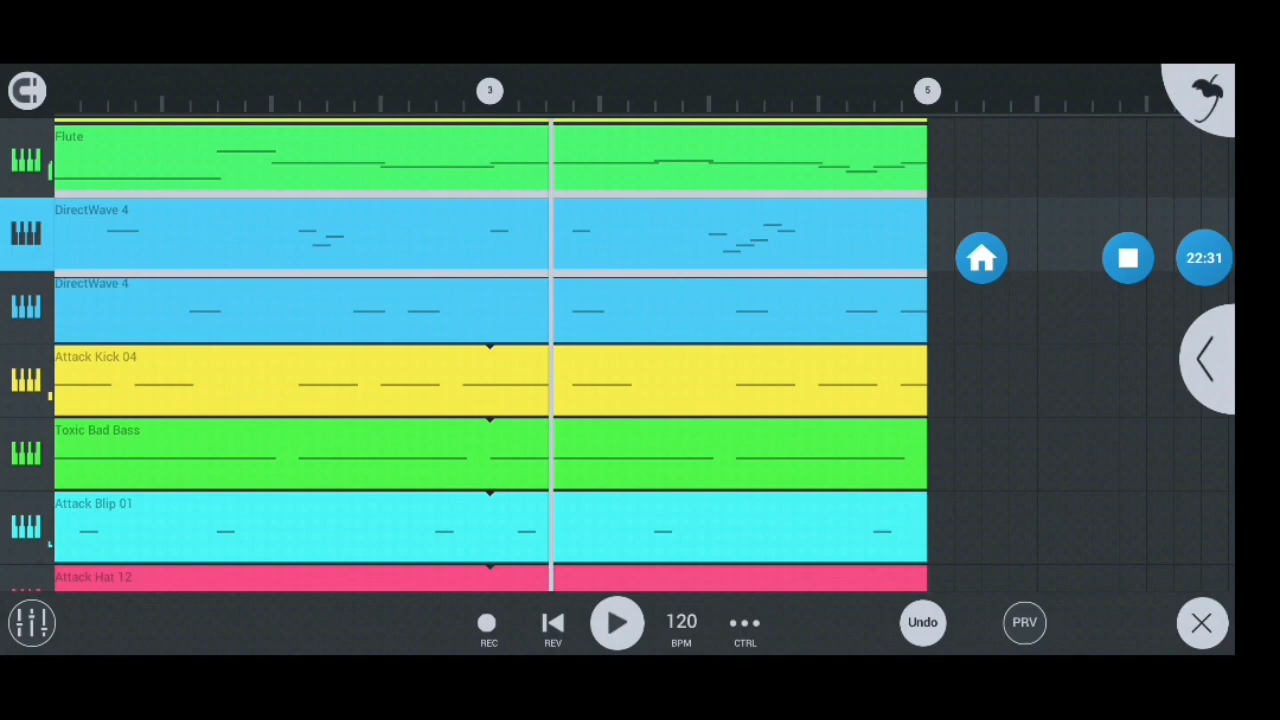 3
5
Flute
DirectWave 4
22:31
DirectWave 4
Attack Kick 04
Toxic Bad Bass
Attack Blip 01
Attack Hat 12
120
Undo
PRV
REC
REV
BPM
CTRL